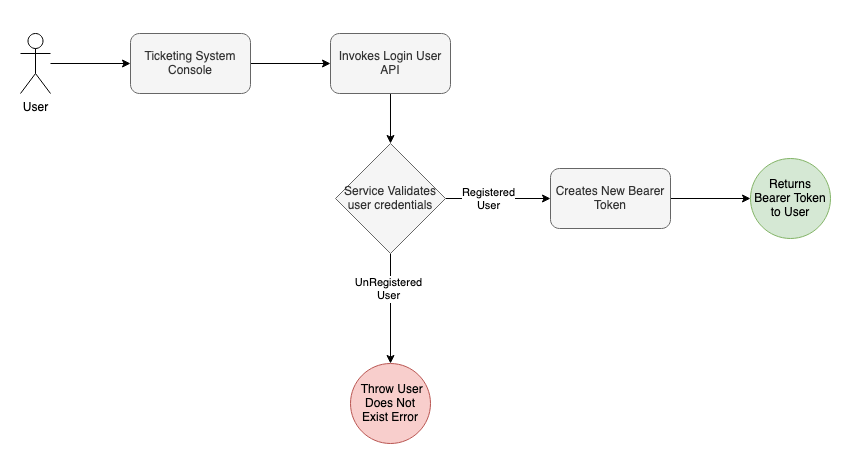 User
Ticketing System
Console
Invokes Login User
API
Service Validates
user credentials
Registered
User
Creates New Bearer
Token
Returns
Bearer Token
to User
UnRegistered
User
Throw User
Does Not
Exist Error